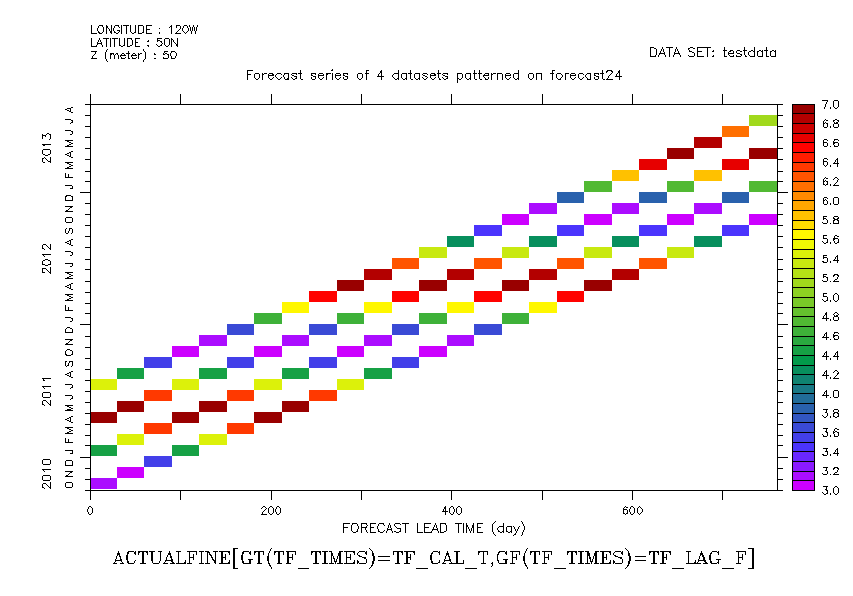 LONGITUDE : 120W
LATITUDE : 50N
Z (meter) : 50
DATA SET: testdata
Forecast series of 4 datasets patterned on forecast24
2013
2012
2011
2010
O N D J F M A M J J A S O N D J F M A M J J A S O N D J F M A M J J A
7.0
6.8
6.6
6.4
6.2
6.0
5.8
5.6
5.4
5.2
5.0
4.8
4.6
4.4
4.2
4.0
3.8
3.6
3.4
3.2
3.0
0 200 400 600
FORECAST LEAD TIME (day)
ACTUALFINE[GT(TF_TIMES)=TF_CAL_T,GF(TF_TIMES)=TF_LAG_F]